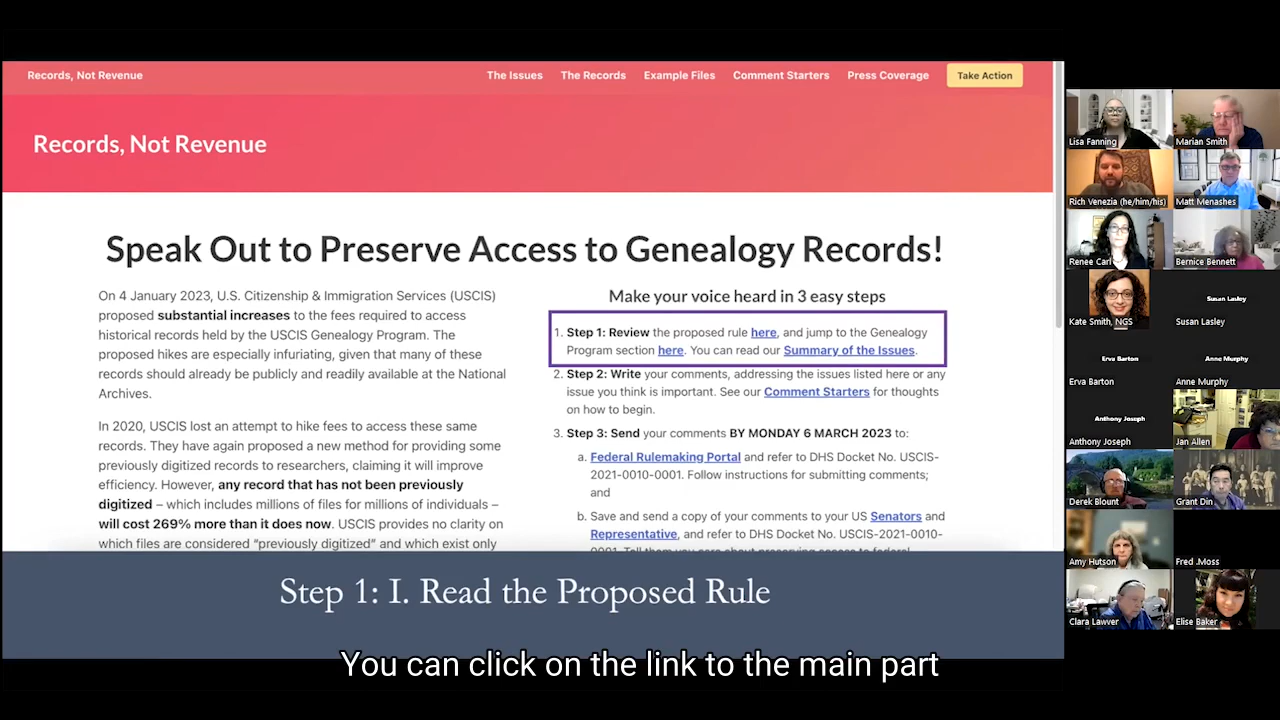 Records, Not Revenue
The Issues
The Records
Example Files
Comment Starters
Press Coverage
Take Action
Records, Not Revenue
Speak Out to Preserve Access to Genealogy Records!
On 4 January 2023, U.S. Citizenship & Immigration Services (USCIS)
proposed substantial increases to the fees required to access
historical records held by the USCIS Genealogy Program. The
proposed hikes are especially infuriating, given that many of these
records should already be publicly and readily available at the National
Archives.
In 2020, USCIS lost an attempt to hike fees to access these same
records. They have again proposed a new method for providing some
previously digitized records to researchers, claiming it will improve
efficiency. However, any record that has not been previously
digitized – which includes millions of files for millions of individuals –
will cost 269% more than it does now. USCIS provides no clarity on
which files are considered “previously digitized” and which exist only
Make your voice heard in 3 easy steps
1. Step 1: Review the proposed rule here, and jump to the Genealogy
Program section here. You can read our Summary of the Issues.
2. Step 2: Write your comments, addressing the issues listed here or any
issue you think is important. See our Comment Starters for thoughts
on how to begin.
3. Step 3: Send your comments BY MONDAY 6 MARCH 2023 to:
a. Federal Rulemaking Portal and refer to DHS Docket No. USCIS-
2021-0010-0001. Follow instructions for submitting comments;
and
b. Save and send a copy of your comments to your US Senators and
Representative, and refer to DHS Docket No. USCIS-2021-0010-
0001. Tell them you care about preserving access to federal
Step 1: I. Read the Proposed Rule
You can click on the link to the main part
Lisa Fanning
Marian Smith
Rich Venezia (he/him/his)
Matt Menashes
Renee Carl
Bernice Bennett
Kate Smith, NGS
Susan Lasley
Susan Lasley
Erva Barton
Erva Barton
Anne Murphy
Anne Murphy
Anthony Joseph
Anthony Joseph
Jan Allen
Derek Blount
Grant Din
Amy Hutson
Fred .Moss
Clara Lawver
Elise Baker